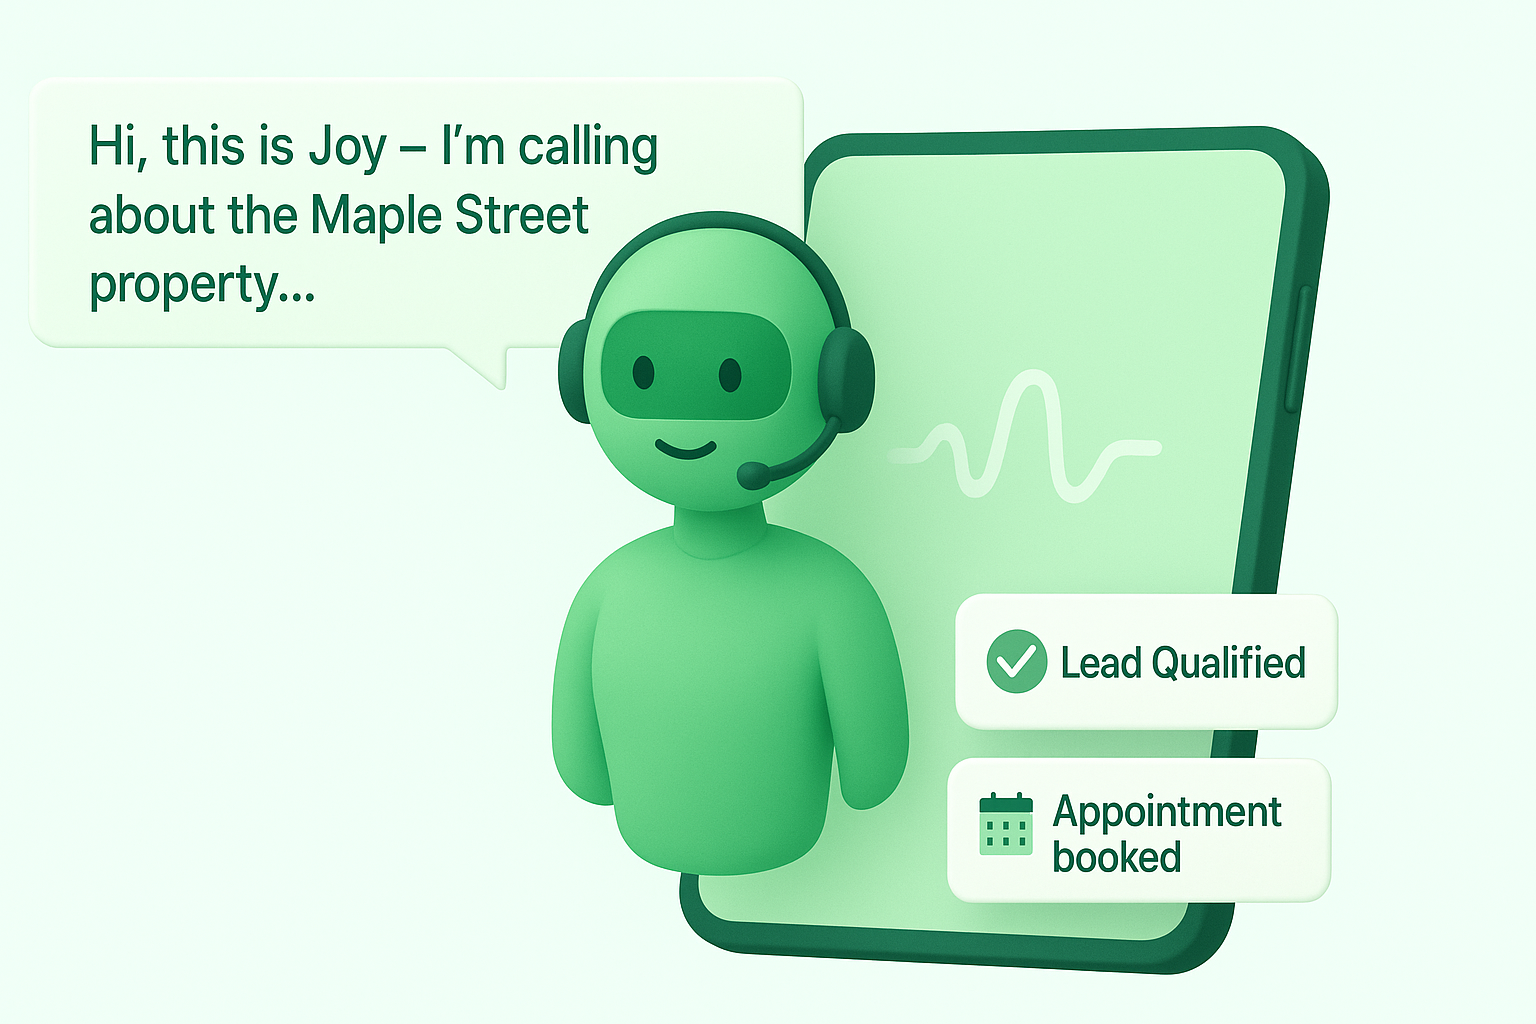 Hi, this is Joy – I’m calling
about the Maple Street
property...
Lead Qualified
Appointment
booked